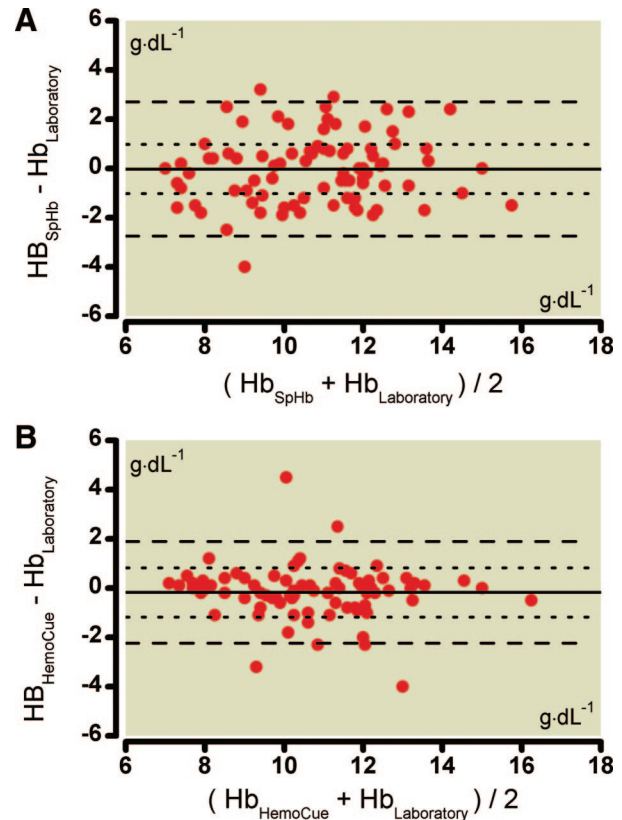 A
g·dL⁻¹
HB_SpHb - Hb_Laboratory
6
4
2
0
-2
-4
-6
g·dL⁻¹
6 8 10 12 14 16 18
( Hb_SpHb + Hb_Laboratory ) / 2
B
g·dL⁻¹
HB_HemoCue - Hb_Laboratory
6
4
2
0
-2
-4
-6
g·dL⁻¹
6 8 10 12 14 16 18
( Hb_HemoCue + Hb_Laboratory ) / 2